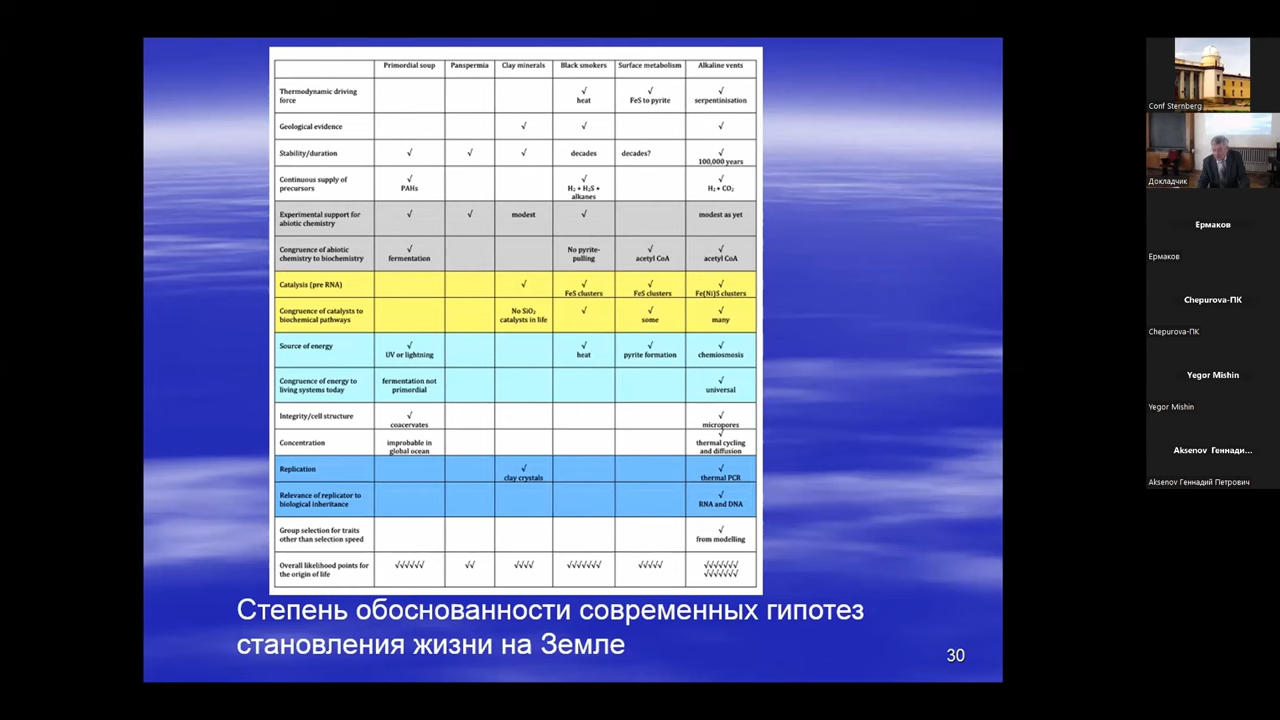 Primordial soup Panspermia Clay minerals Black smokers Surface metabolism Alkaline vents
Thermodynamic driving
force
√
heat
√
FeS to pyrite
√
serpentinisation
Geological evidence
√
√
√
Stability/duration
√
√
√
decades
decades?
√
100,000 years
Continuous supply of
precursors
√
PAHs
√
H₂ + H₂S +
alkanes
√
H₂ + CO₂
Experimental support for
abiotic chemistry
√
√
modest
√
modest as yet
Congruence of abiotic
chemistry to biochemistry
√
fermentation
No pyrite-
pulling
√
acetyl CoA
√
acetyl CoA
Catalysis (pre RNA)
√
√
FeS clusters
√
FeS clusters
√
Fe(Ni)S clusters
Congruence of catalysts to
biochemical pathways
No SiO₂
catalysts in life
√
√
some
√
many
Source of energy
√
UV or lightning
√
heat
√
pyrite formation
√
chemiosmosis
Congruence of energy to
living systems today
fermentation not
primordial
√
universal
Integrity/cell structure
√
coacervates
√
micropores
Concentration
improbable in
global ocean
√
thermal cycling
and diffusion
Replication
√
clay crystals
√
thermal PCR
Relevance of replicator to
biological inheritance
√
RNA and DNA
Group selection for traits
other than selection speed
√
from modelling
Overall likelihood points for
the origin of life
√√√√√√
√√
√√√√
√√√√√√√
√√√√√
√√√√√√√
√√√√√√√
Степень обоснованности современных гипотез
становления жизни на Земле
30
Conf Sternberg
Докладчик
Ермаков
Ермаков
Chepurova-ПК
Chepurova-ПК
Yegor Mishin
Yegor Mishin
Aksenov Геннади...
Aksenov Геннадий Петрович